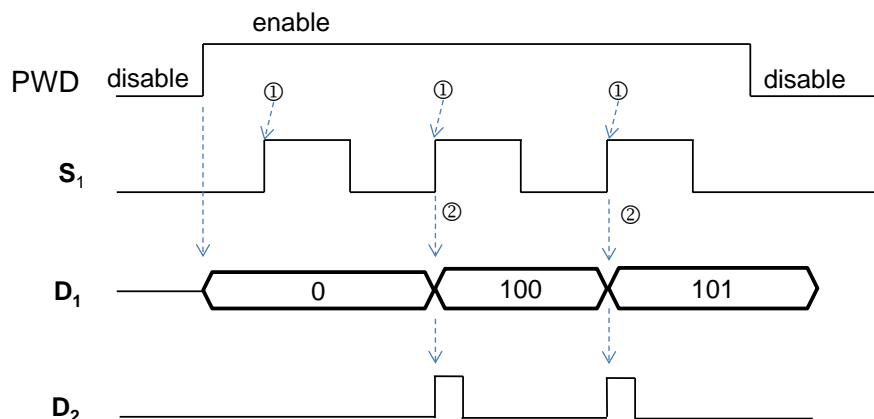 enable
PWD disable disable
① ① ①
S₁
② ②
D₁ 0 100 101
D₂